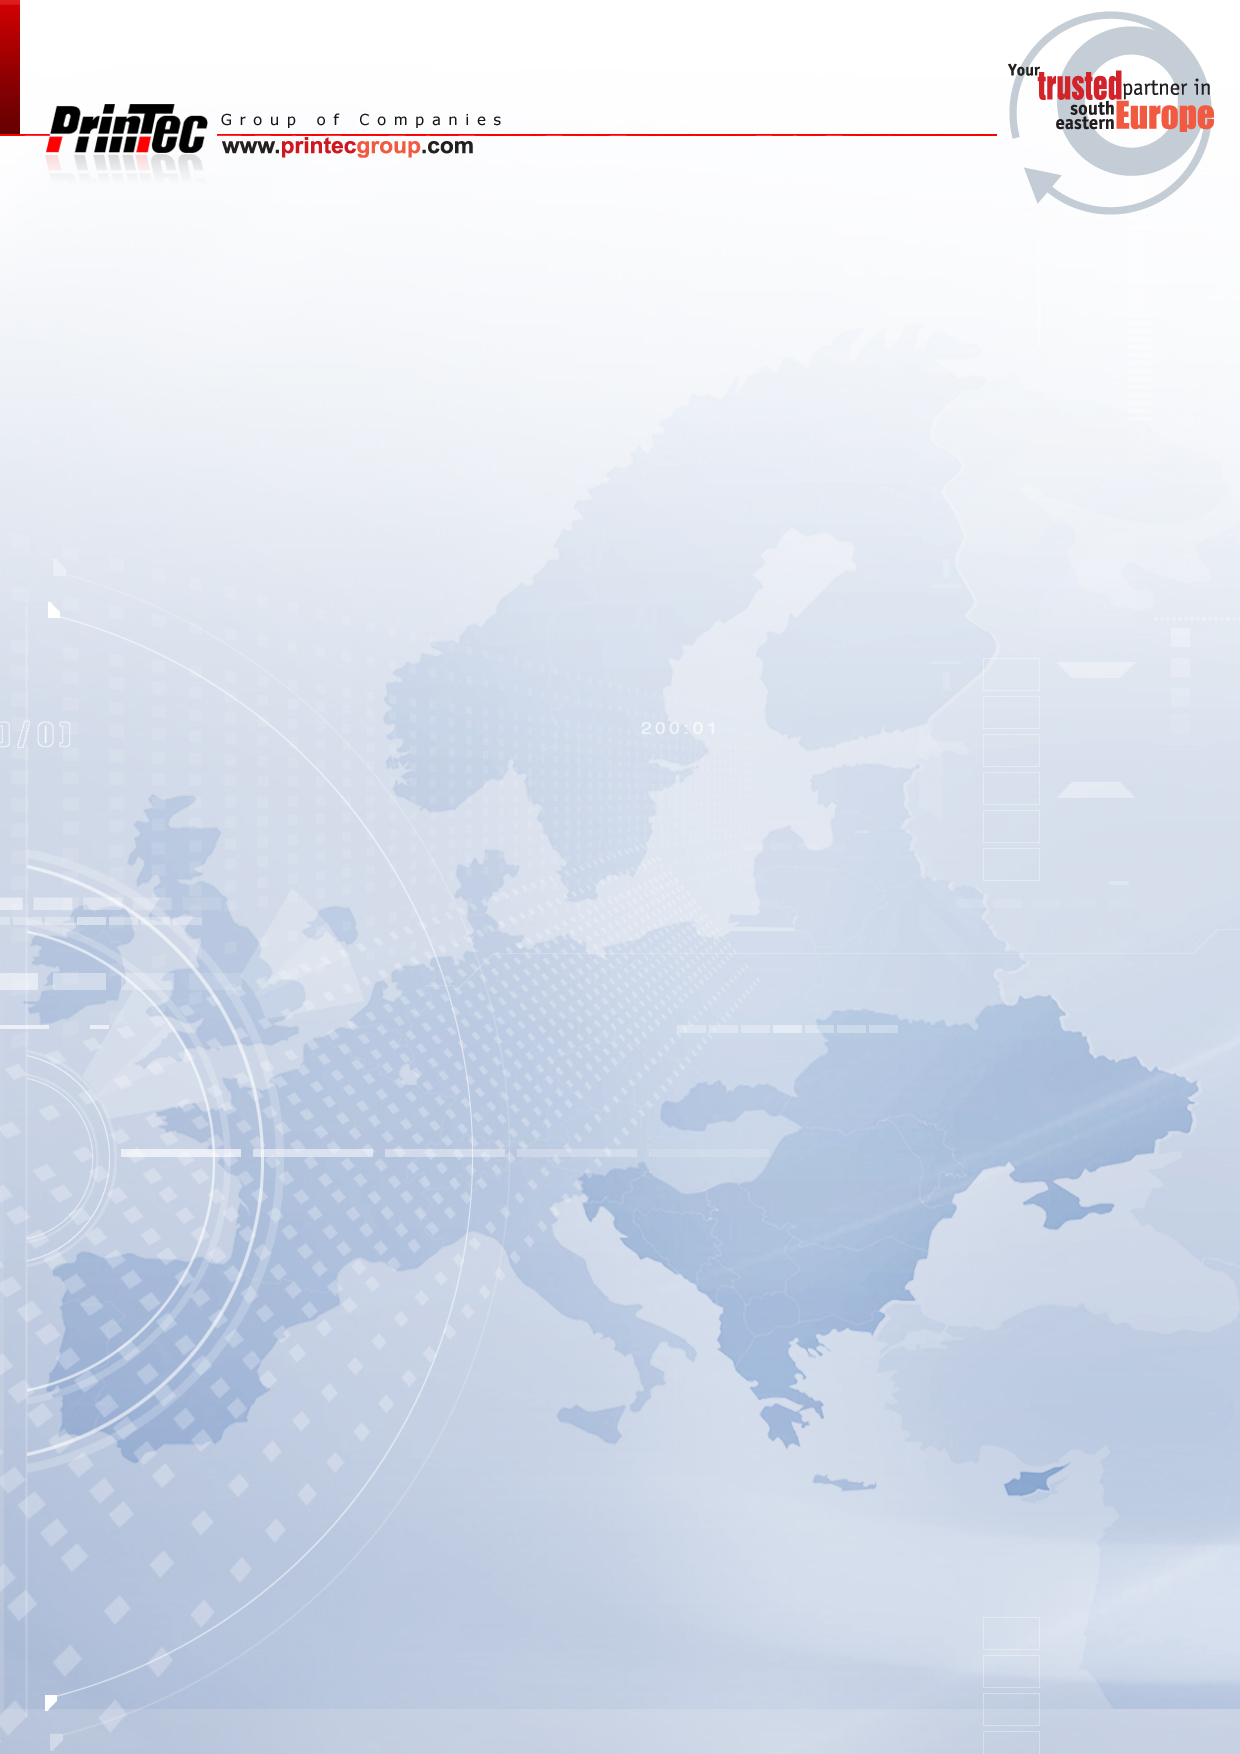 PrinTec
Group of Companies
www.printecgroup.com
Your
trusted partner in
south
eastern Europe
200:01